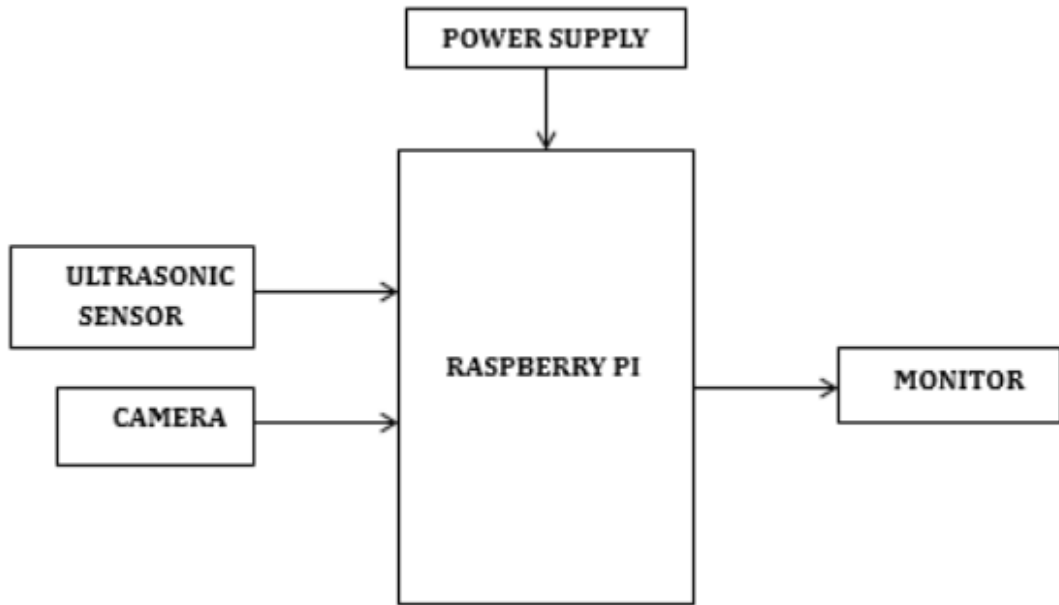 POWER SUPPLY
ULTRASONIC
SENSOR
RASPBERRY PI
MONITOR
CAMERA